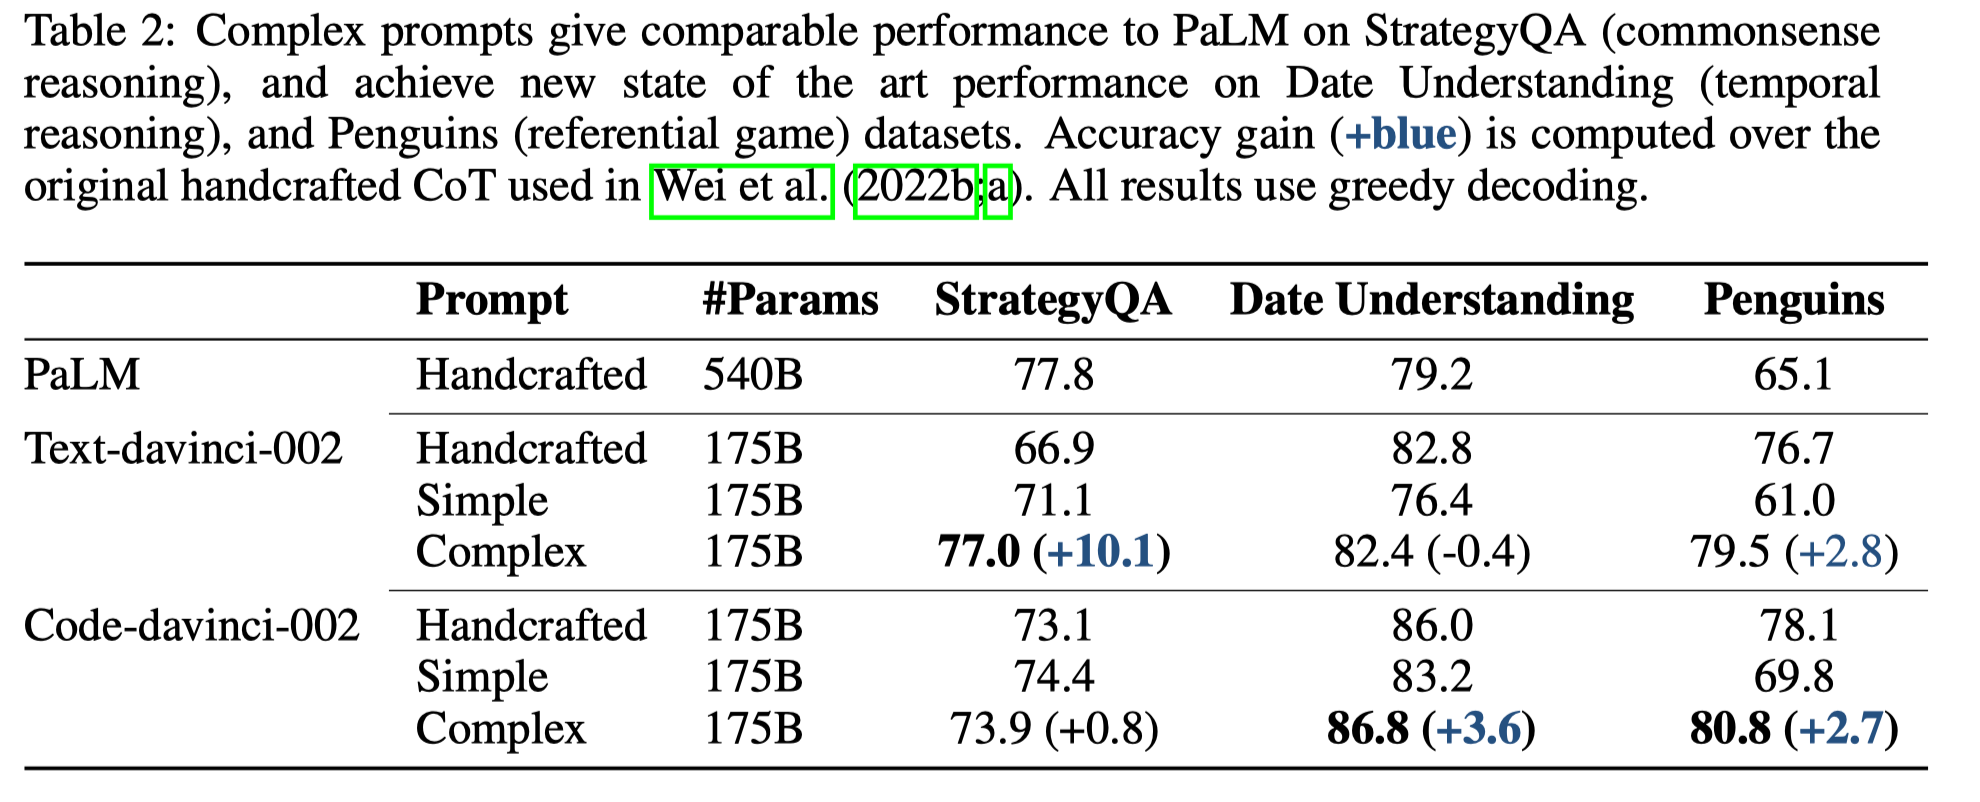 Table 2: Complex prompts give comparable performance to PaLM on StrategyQA (commonsense
reasoning), and achieve new state of the art performance on Date Understanding (temporal
reasoning), and Penguins (referential game) datasets. Accuracy gain (+blue) is computed over the
original handcrafted CoT used in Wei et al. (2022b;a). All results use greedy decoding.
Prompt #Params StrategyQA Date Understanding Penguins
PaLM Handcrafted 540B 77.8 79.2 65.1
Text-davinci-002 Handcrafted 175B 66.9 82.8 76.7
Simple 175B 71.1 76.4 61.0
Complex 175B 77.0 (+10.1) 82.4 (-0.4) 79.5 (+2.8)
Code-davinci-002 Handcrafted 175B 73.1 86.0 78.1
Simple 175B 74.4 83.2 69.8
Complex 175B 73.9 (+0.8) 86.8 (+3.6) 80.8 (+2.7)